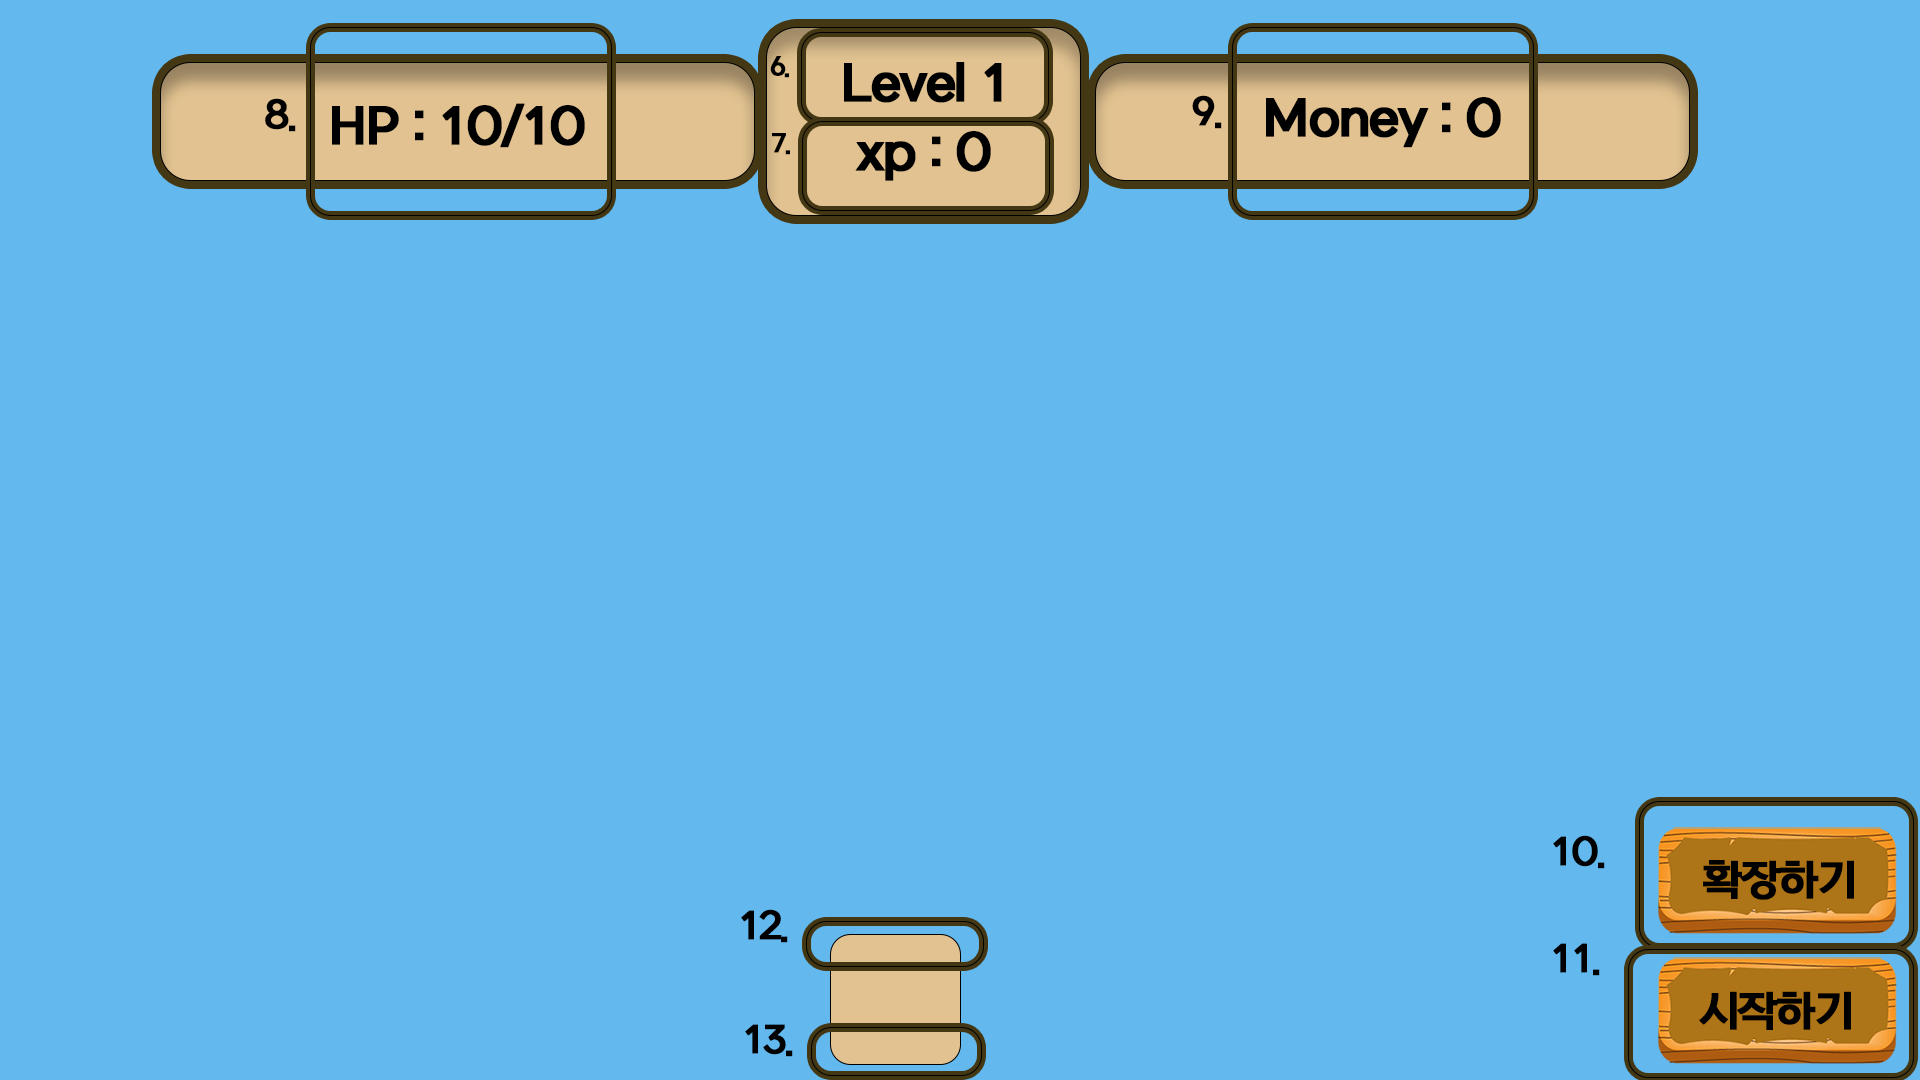 8. HP : 10/10
6. Level 1
7. xp : 0
9. Money : 0
10. 확장하기
11. 시작하기
12.
13.